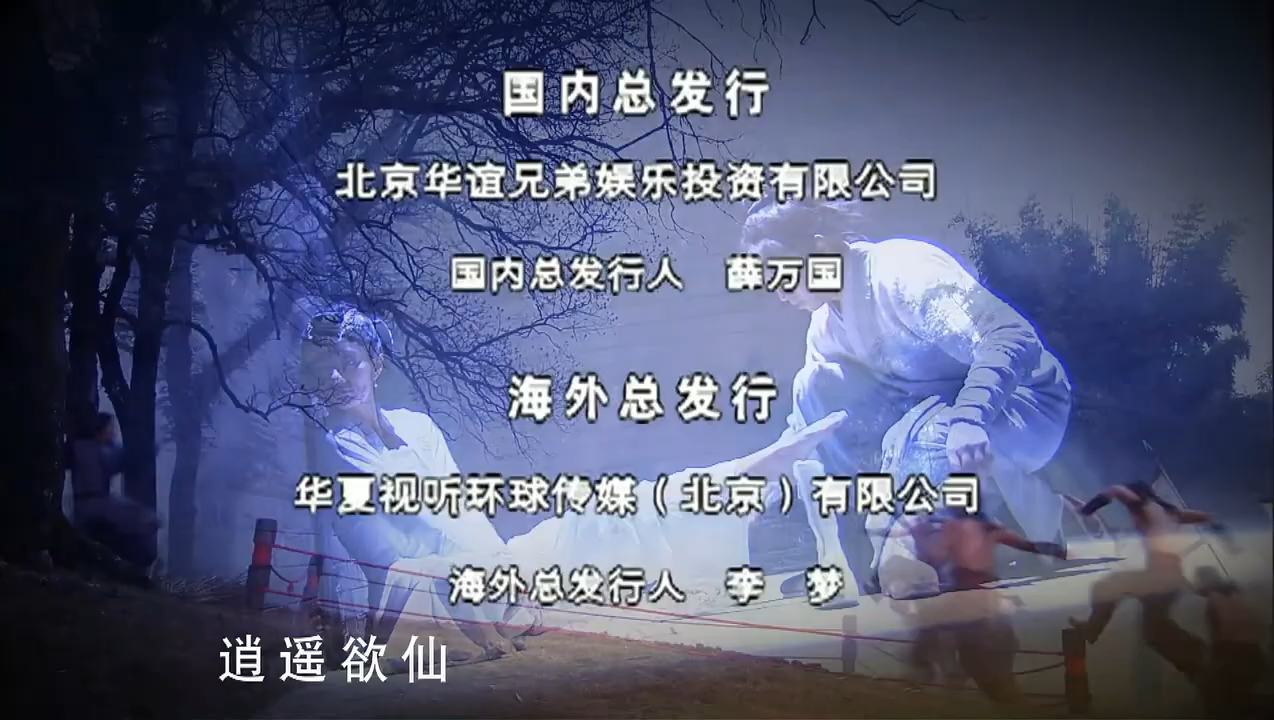 国内总发行
北京华谊兄弟娱乐投资有限公司
国内总发行人 薛万国
海外总发行
华夏视听环球传媒（北京）有限公司
海外总发行人 李 梦
逍遥欲仙